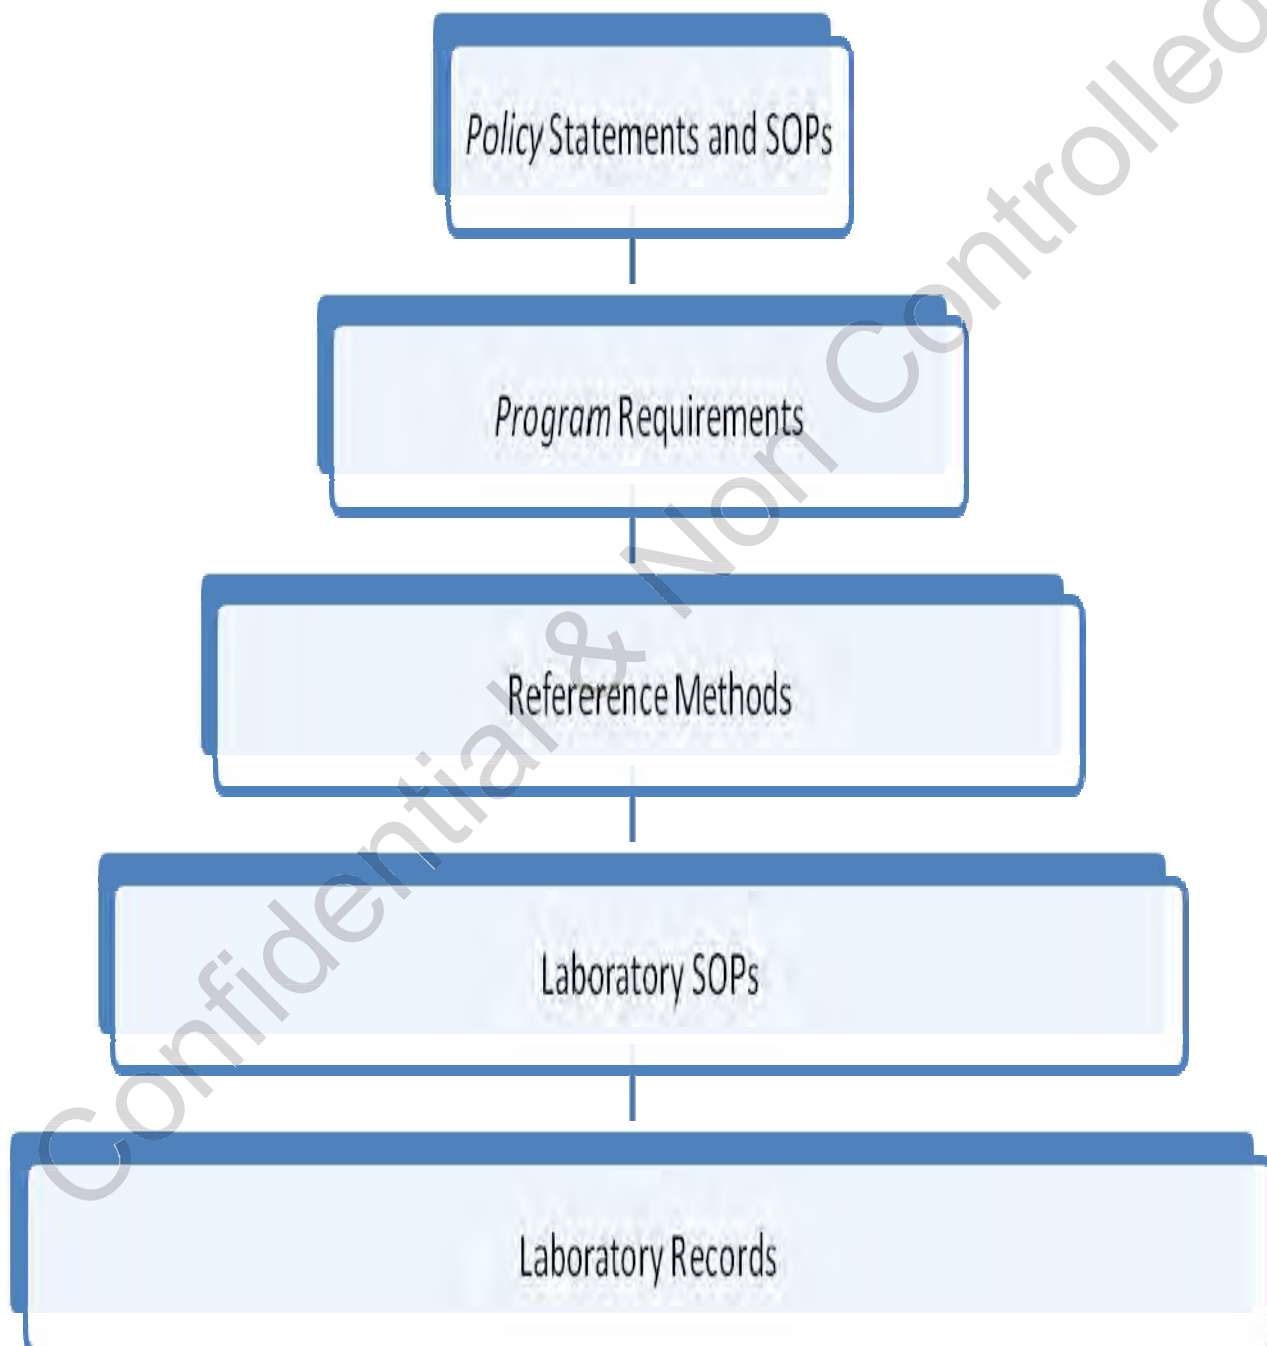 Policy Statements and SOPs
Program Requirements
Refererence Methods
Laboratory SOPs
Laboratory Records
Confidential & Non Controlled